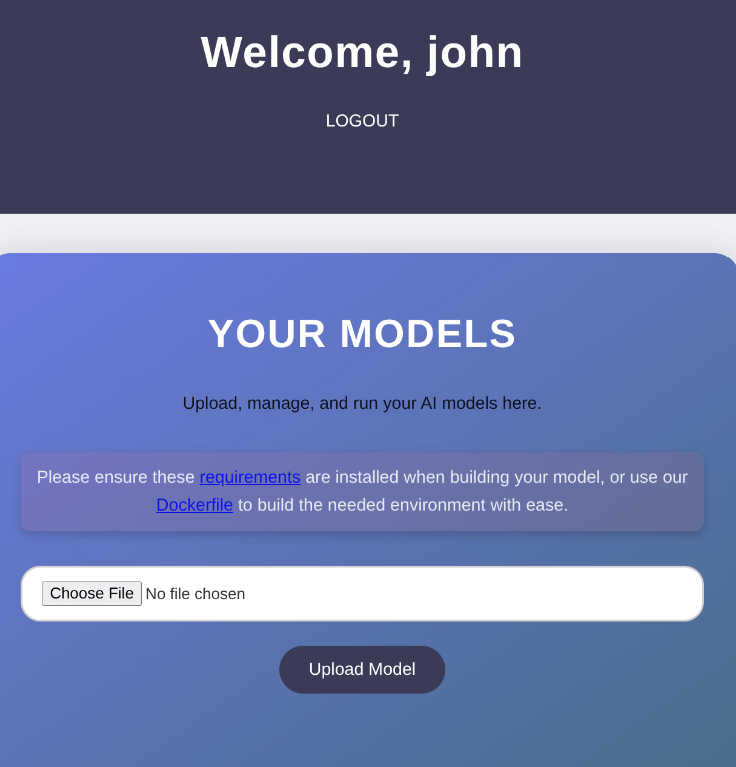 Welcome, john
LOGOUT
YOUR MODELS
Upload, manage, and run your AI models here.
Please ensure these requirements are installed when building your model, or use our
Dockerfile to build the needed environment with ease.
Choose File No file chosen
Upload Model